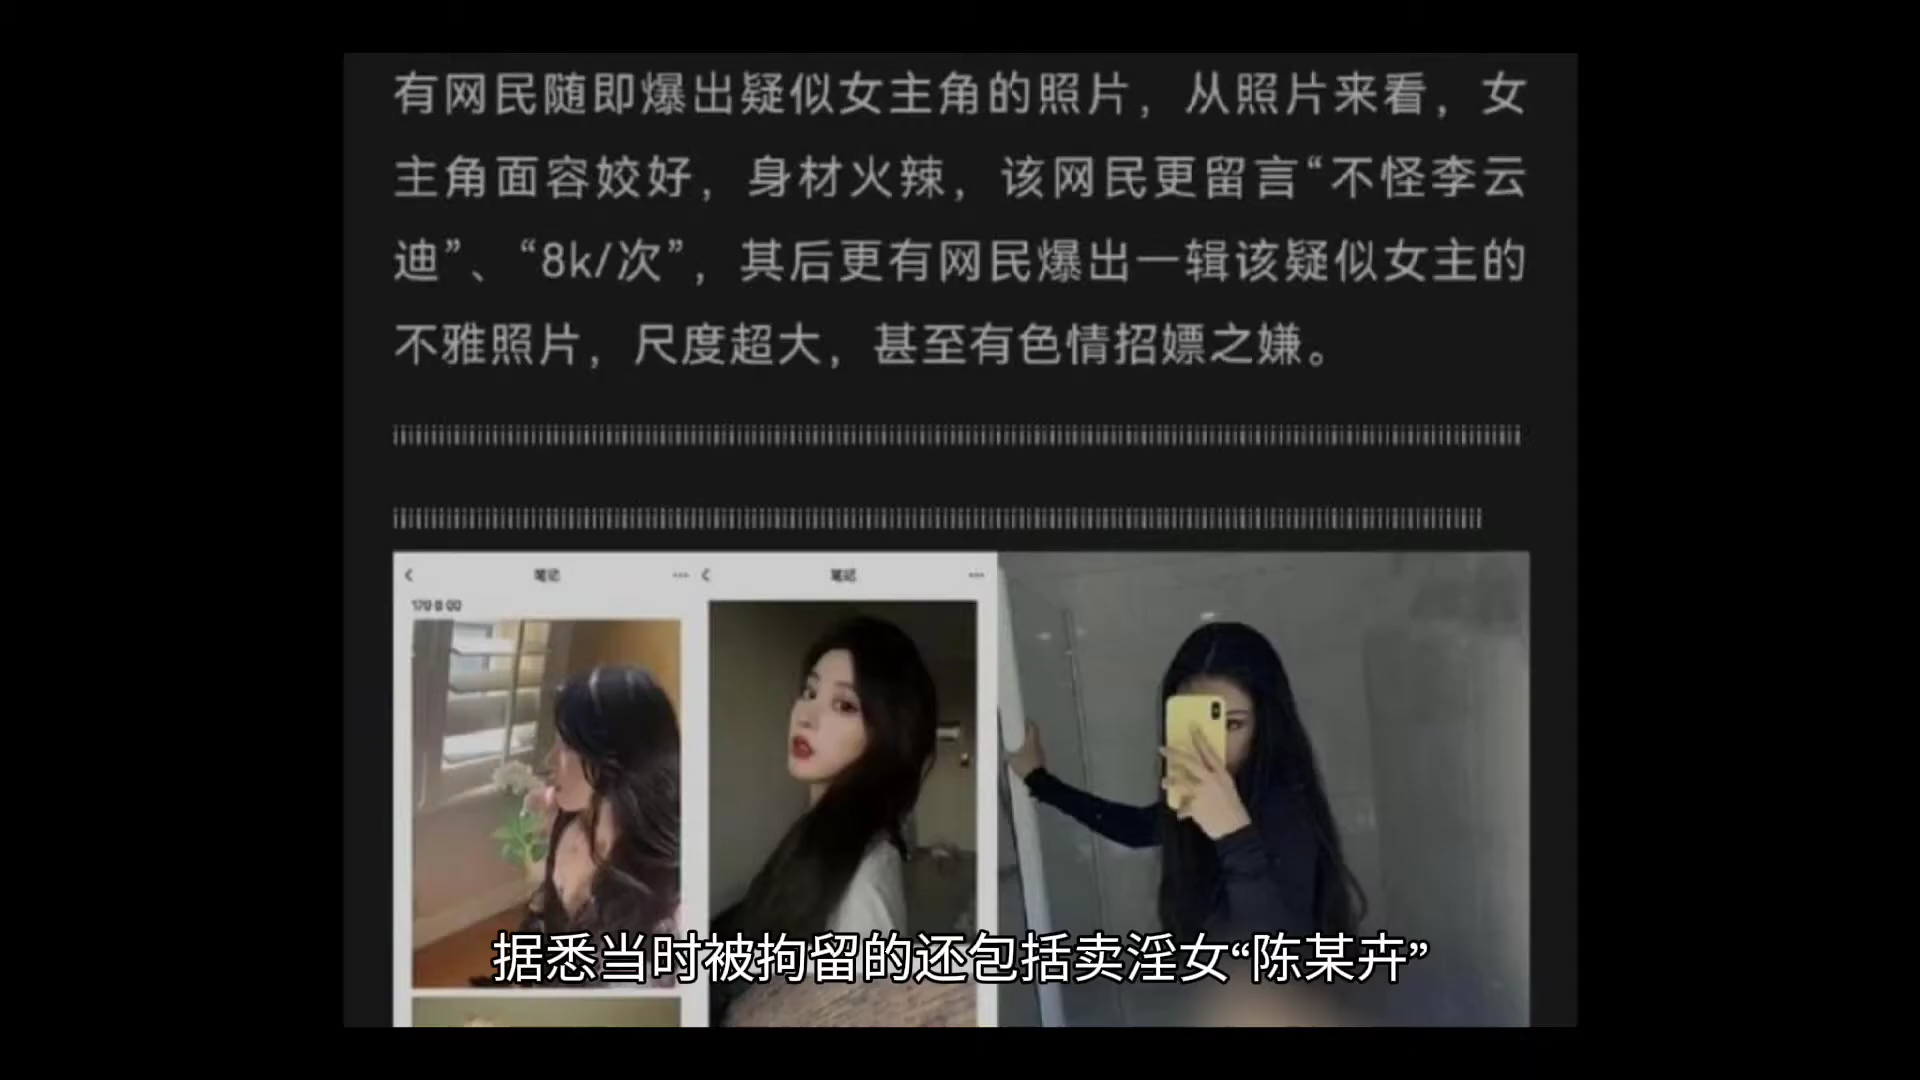 有网民随即爆出疑似女主角的照片，从照片来看，女
主角面容姣好，身材火辣，该网民更留言“不怪李云
迪”、“8k/次”，其后更有网民爆出一辑该疑似女主的
不雅照片，尺度超大，甚至有色情招嫖之嫌。
笔记
笔记
据悉当时被拘留的还包括卖淫女“陈某卉”